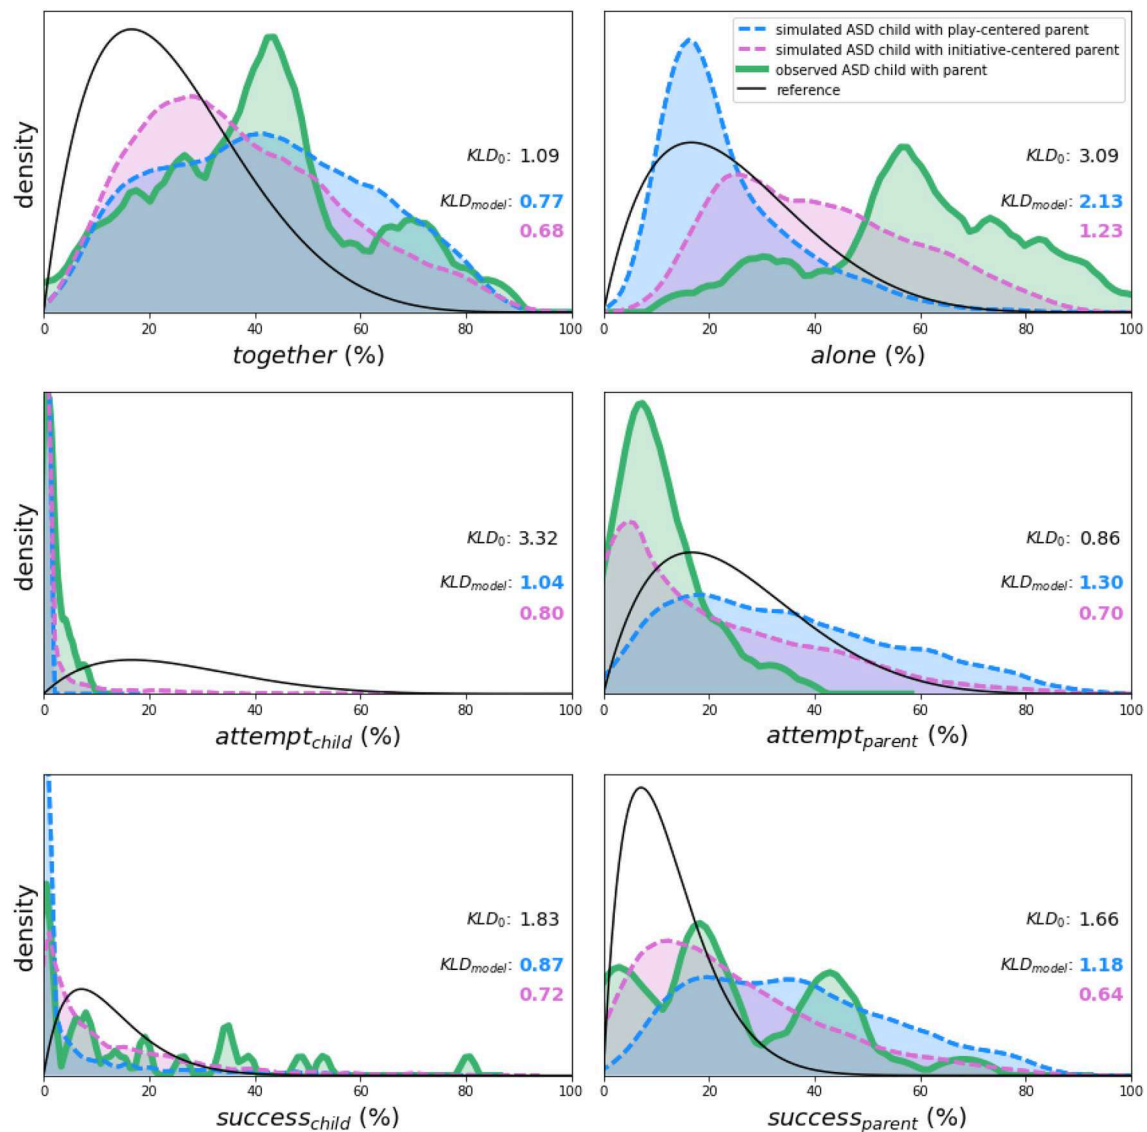 density
KLD0: 1.09
KLDmodel: 0.77
0.68
0 20 40 60 80 100
together (%)
simulated ASD child with play-centered parent
simulated ASD child with initiative-centered parent
observed ASD child with parent
reference
KLD0: 3.09
KLDmodel: 2.13
1.23
0 20 40 60 80 100
alone (%)
density
KLD0: 3.32
KLDmodel: 1.04
0.80
0 20 40 60 80 100
attemptchild (%)
KLD0: 0.86
KLDmodel: 1.30
0.70
0 20 40 60 80 100
attemptparent (%)
density
KLD0: 1.83
KLDmodel: 0.87
0.72
0 20 40 60 80 100
successchild (%)
KLD0: 1.66
KLDmodel: 1.18
0.64
0 20 40 60 80 100
successparent (%)